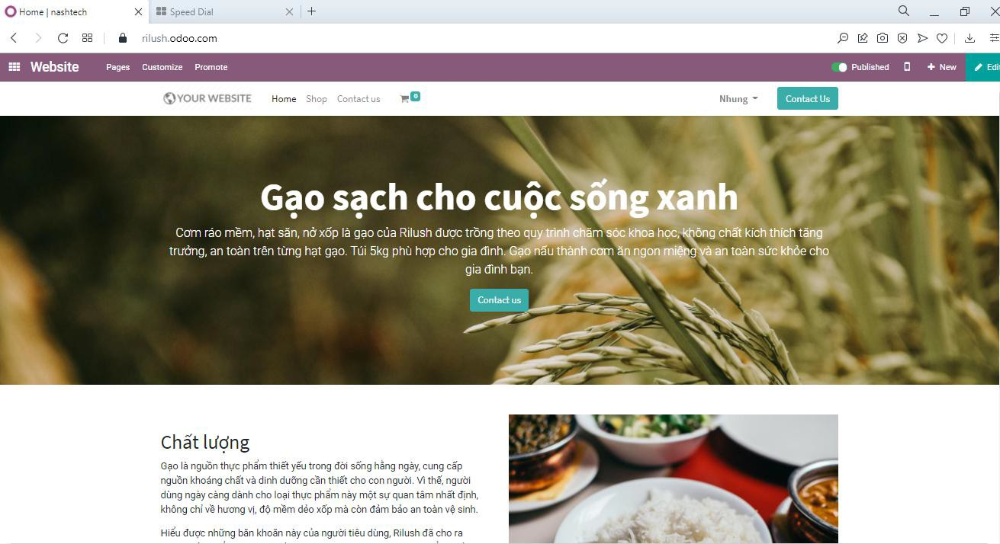 Home | nashtech
Speed Dial
rilush.odoo.com
Website Pages Customize Promote Published New
YOUR WEBSITE Home Shop Contact us 0 Nhung Contact Us
Gạo sạch cho cuộc sống xanh
Cơm ráo mềm, hạt săn, nở xốp là gạo của Rilush được trồng theo quy trình chăm sóc khoa học, không chất kích thích tăng
trưởng, an toàn trên từng hạt gạo. Túi 5kg phù hợp cho gia đình. Gạo nấu thành cơm ăn ngon miệng và an toàn sức khỏe cho
gia đình bạn.
Contact us
Chất lượng
Gạo là nguồn thực phẩm thiết yếu trong đời sống hằng ngày, cung cấp
nguồn khoáng chất và dinh dưỡng cần thiết cho con người. Vì thế, người
dùng ngày càng dành cho loại thực phẩm này một sự quan tâm nhất định,
không chỉ về hương vị, độ mềm dẻo xốp mà còn đảm bảo an toàn vệ sinh.
Hiểu được những băn khoăn này của người tiêu dùng, Rilush đã cho ra